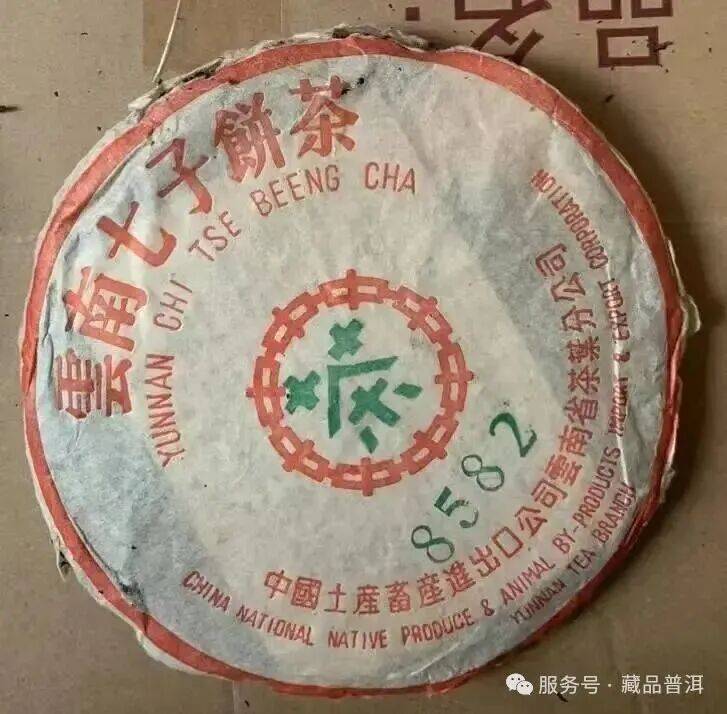 雲南七子餅茶
YUNNAN CHI TSE BEENG CHA
茶
8582
中國土産畜産進出口公司雲南省茶葉分公司
CHINA NATIONAL NATIVE PRODUCE & ANIMAL BY-PRODUCTS IMPORT & EXPORT CORPORATION
YUNNAN TEA BRANCH
服务号 · 藏品普洱